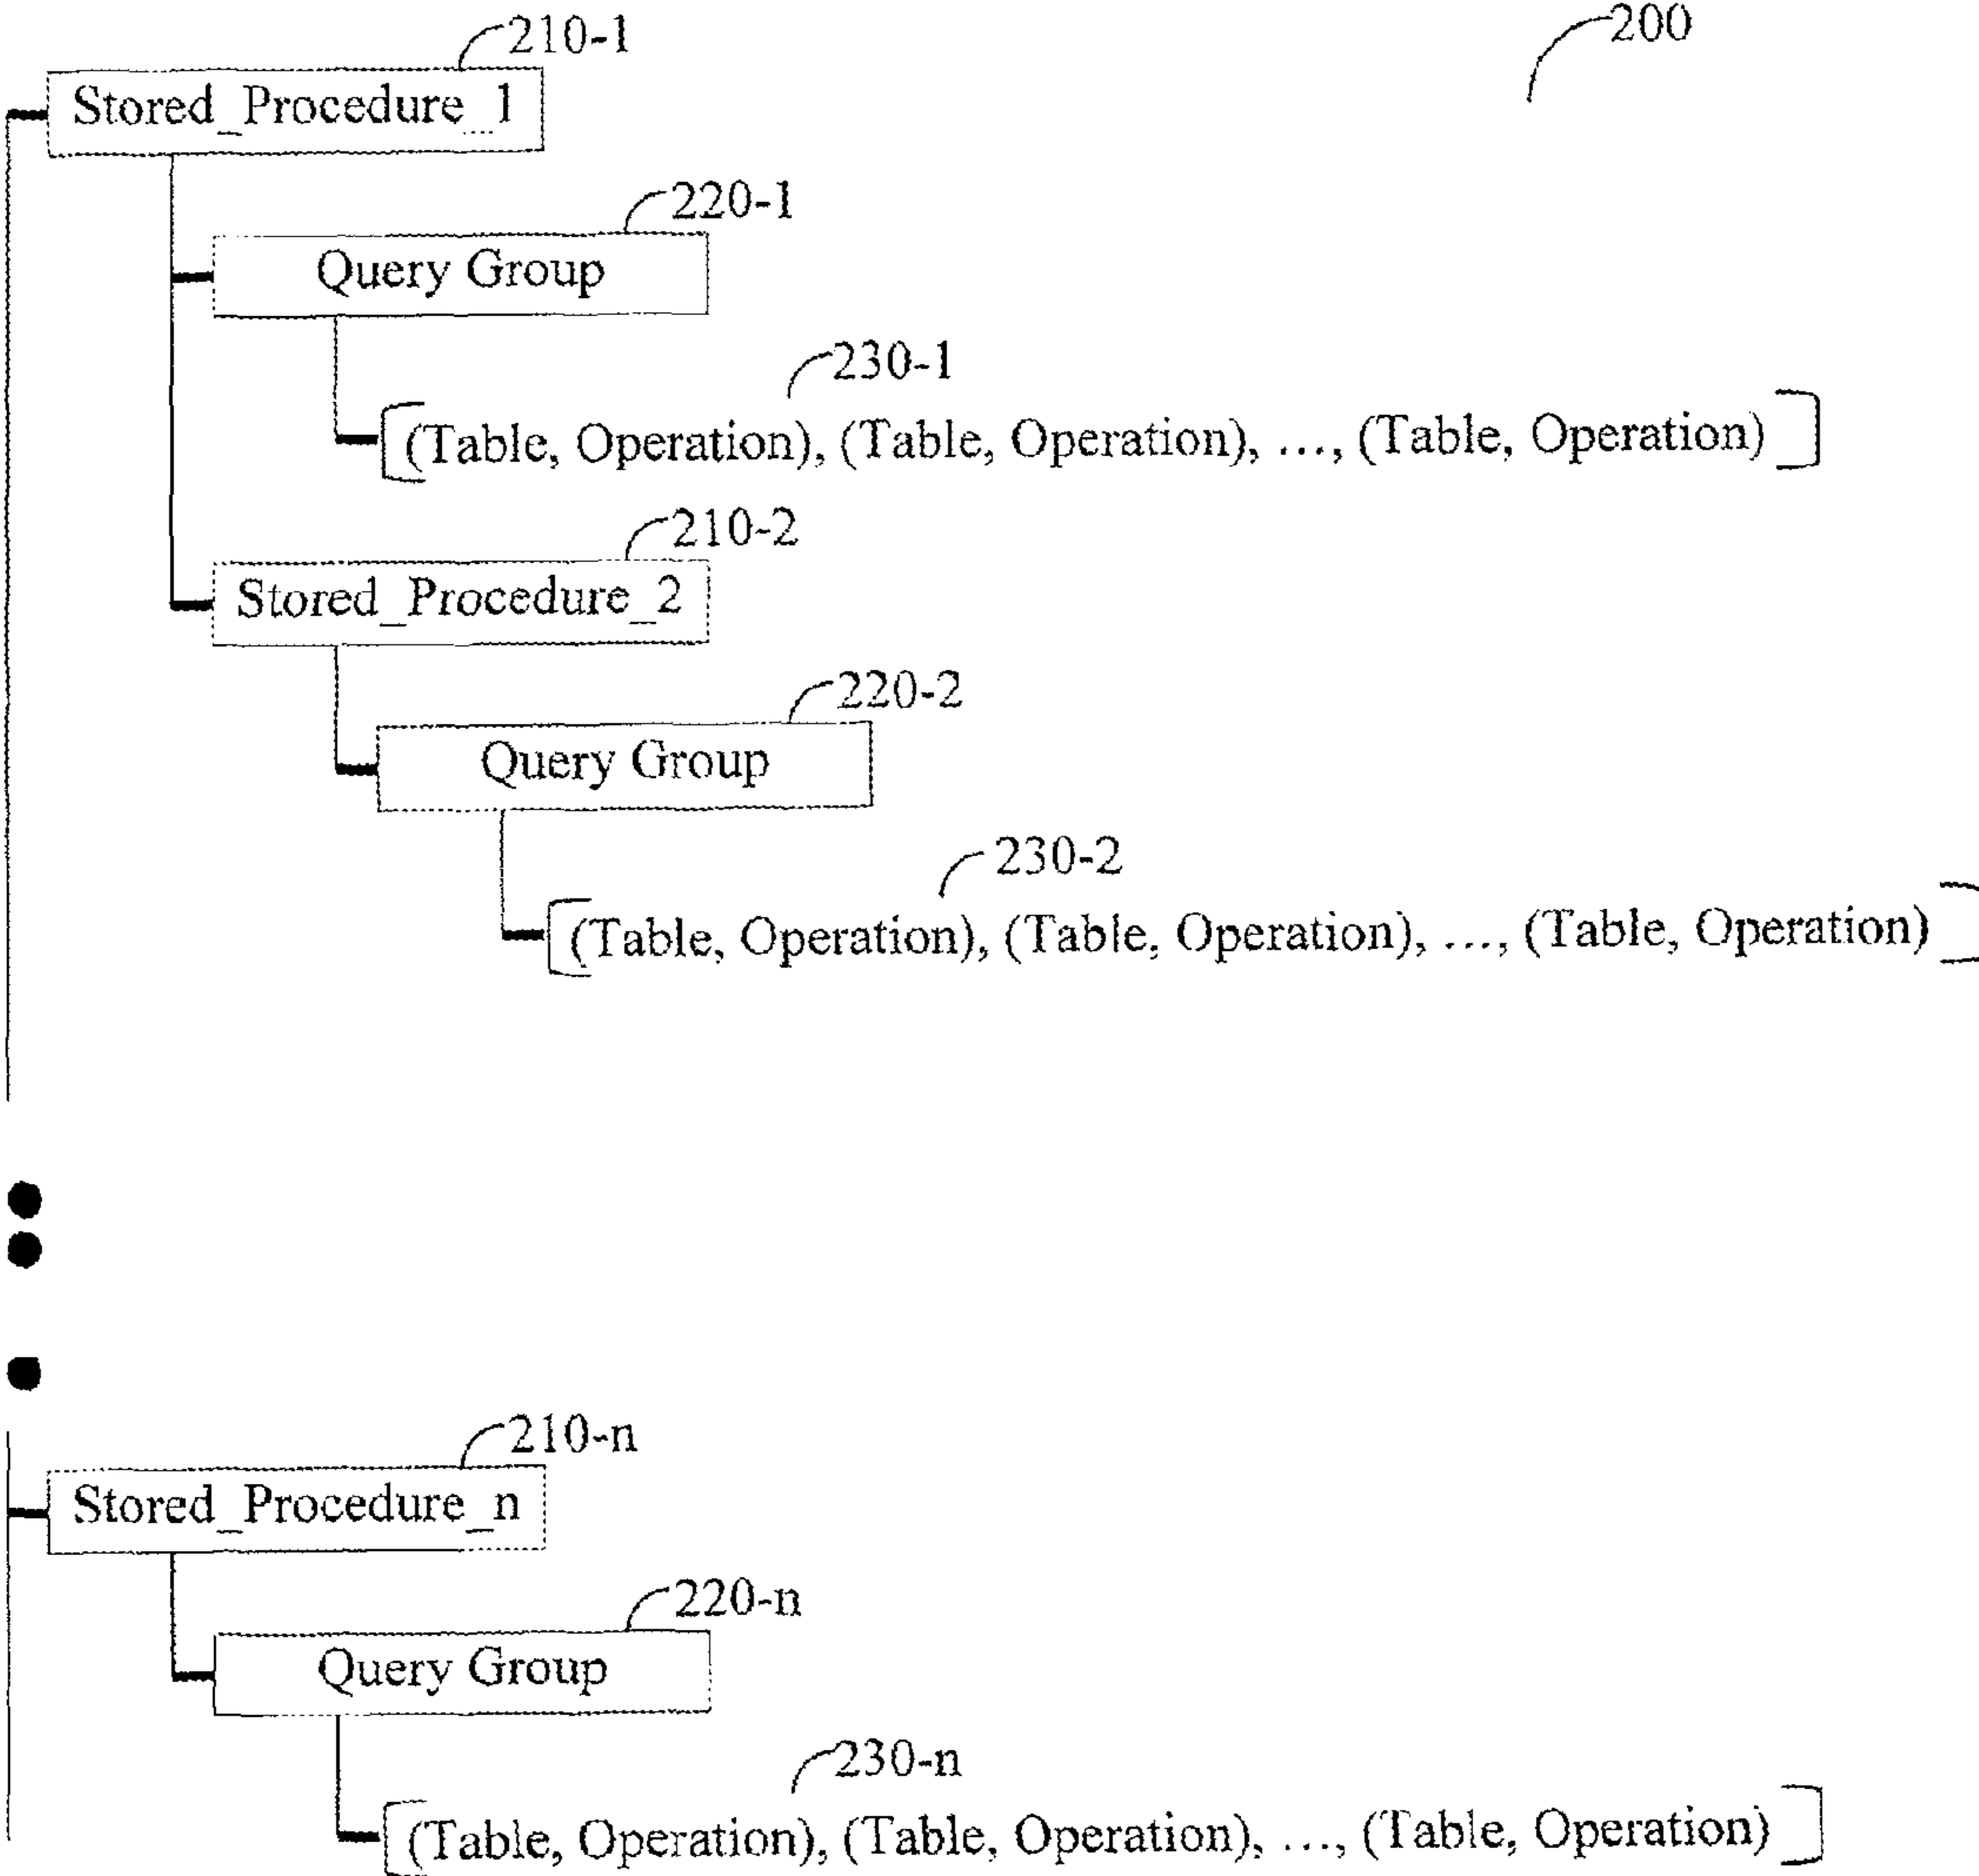 210-1
200
Stored_Procedure_1
220-1
Query Group
230-1
[(Table, Operation), (Table, Operation), ..., (Table, Operation)]
210-2
Stored_Procedure_2
220-2
Query Group
230-2
[(Table, Operation), (Table, Operation), ..., (Table, Operation)]
210-n
Stored_Procedure_n
220-n
Query Group
230-n
[(Table, Operation), (Table, Operation), ..., (Table, Operation)]